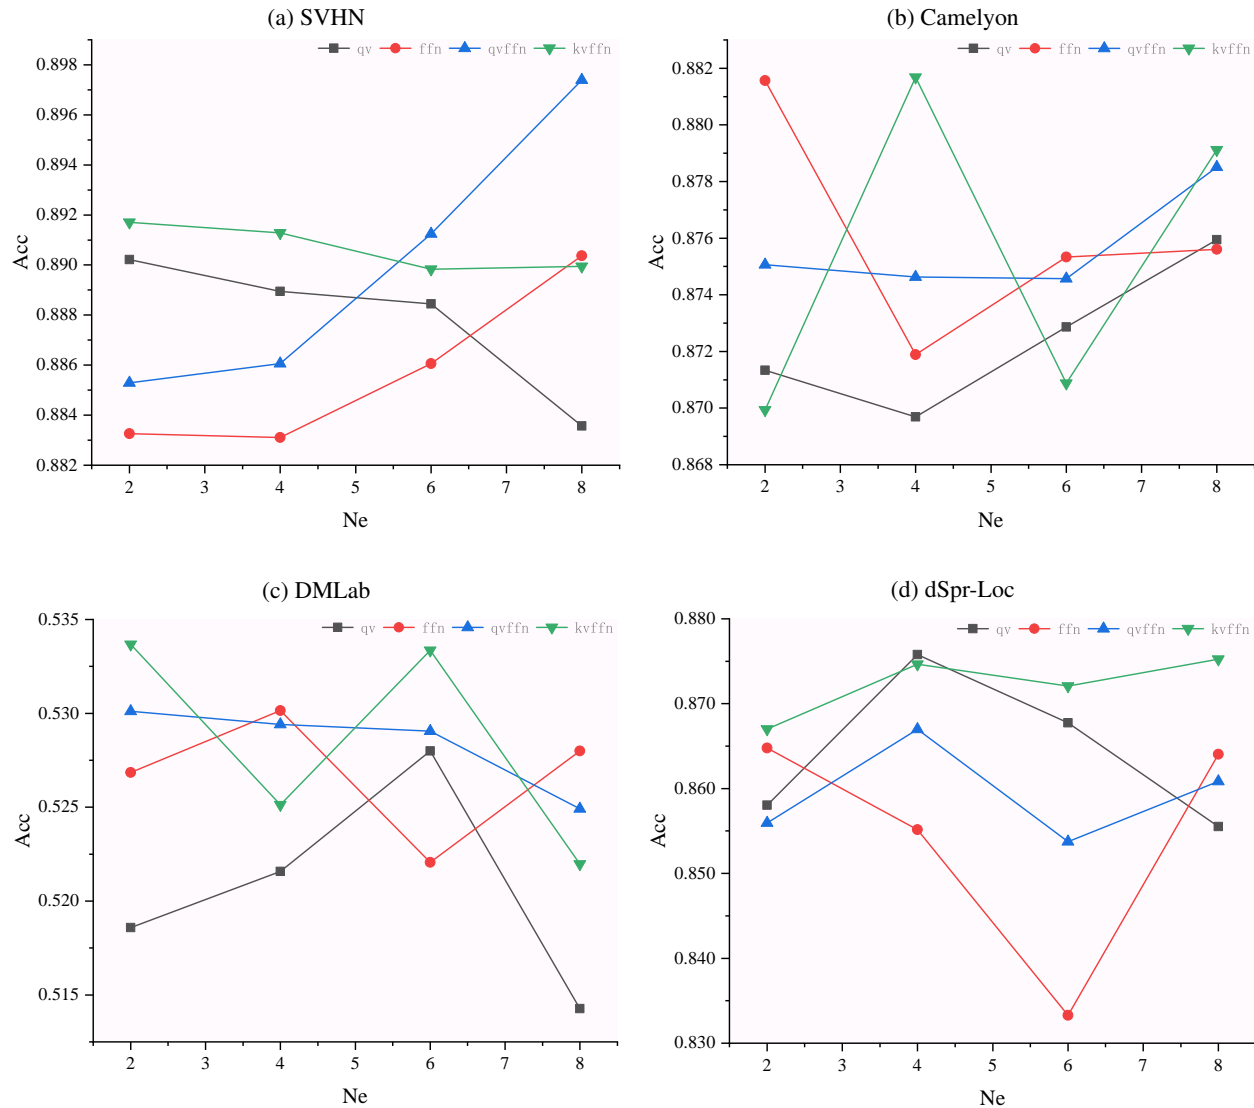 (a) SVHN
qv ffn qvffn kvffn
0.898
0.896
0.894
0.892
0.890
0.888
0.886
0.884
0.882
Acc
2 3 4 5 6 7 8
Ne
(b) Camelyon
qv ffn qvffn kvffn
0.882
0.880
0.878
0.876
0.874
0.872
0.870
0.868
Acc
2 3 4 5 6 7 8
Ne
(c) DMLab
qv ffn qvffn kvffn
0.535
0.530
0.525
0.520
0.515
Acc
2 3 4 5 6 7 8
Ne
(d) dSpr-Loc
qv ffn qvffn kvffn
0.880
0.870
0.860
0.850
0.840
0.830
Acc
2 3 4 5 6 7 8
Ne